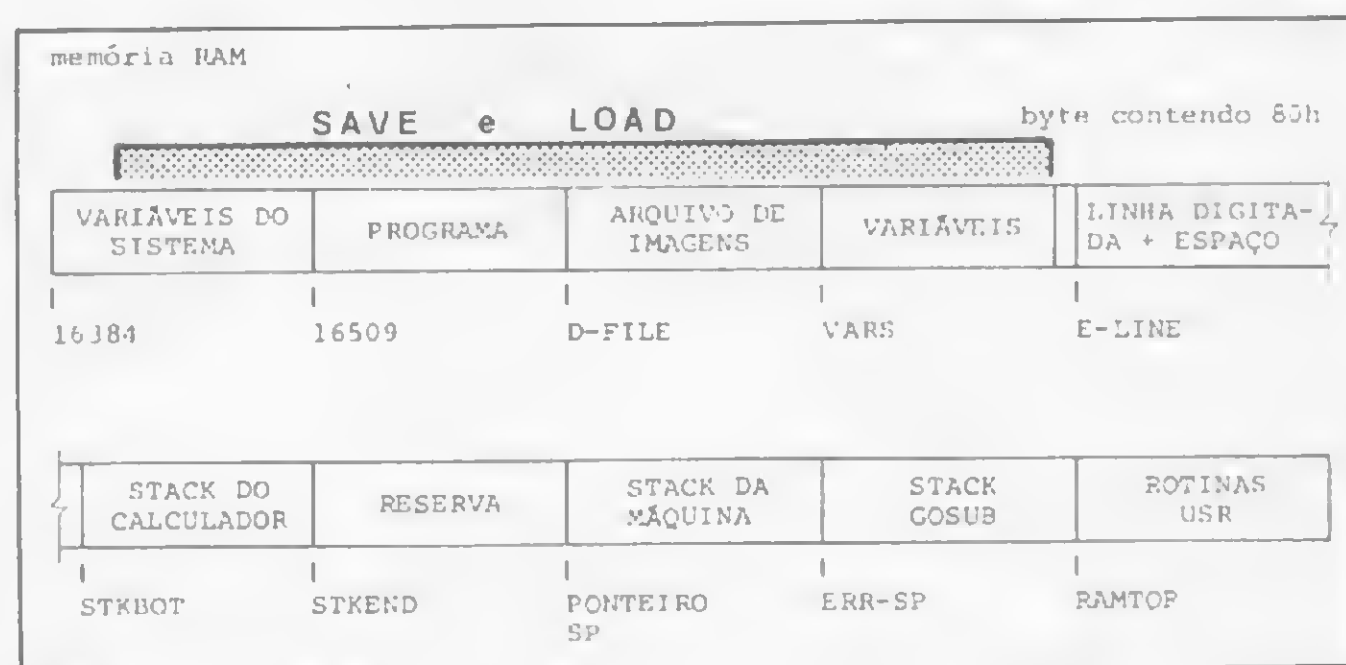 memória RAM
SAVE e LOAD
byte contendo 80h
VARIÁVEIS DO
SISTEMA
PROGRAMA
ARQUIVO DE
IMAGENS
VARIÁVEIS
LINHA DIGITA-
DA + ESPAÇO
16384
16509
D-FILE
VARS
E-LINE
STACK DO
CALCULADOR
RESERVA
STACK DA
MÁQUINA
STACK
GOSUB
ROTINAS
USR
STKBOT
STKEND
PONTEIRO
SP
ERR-SP
RAMTOP